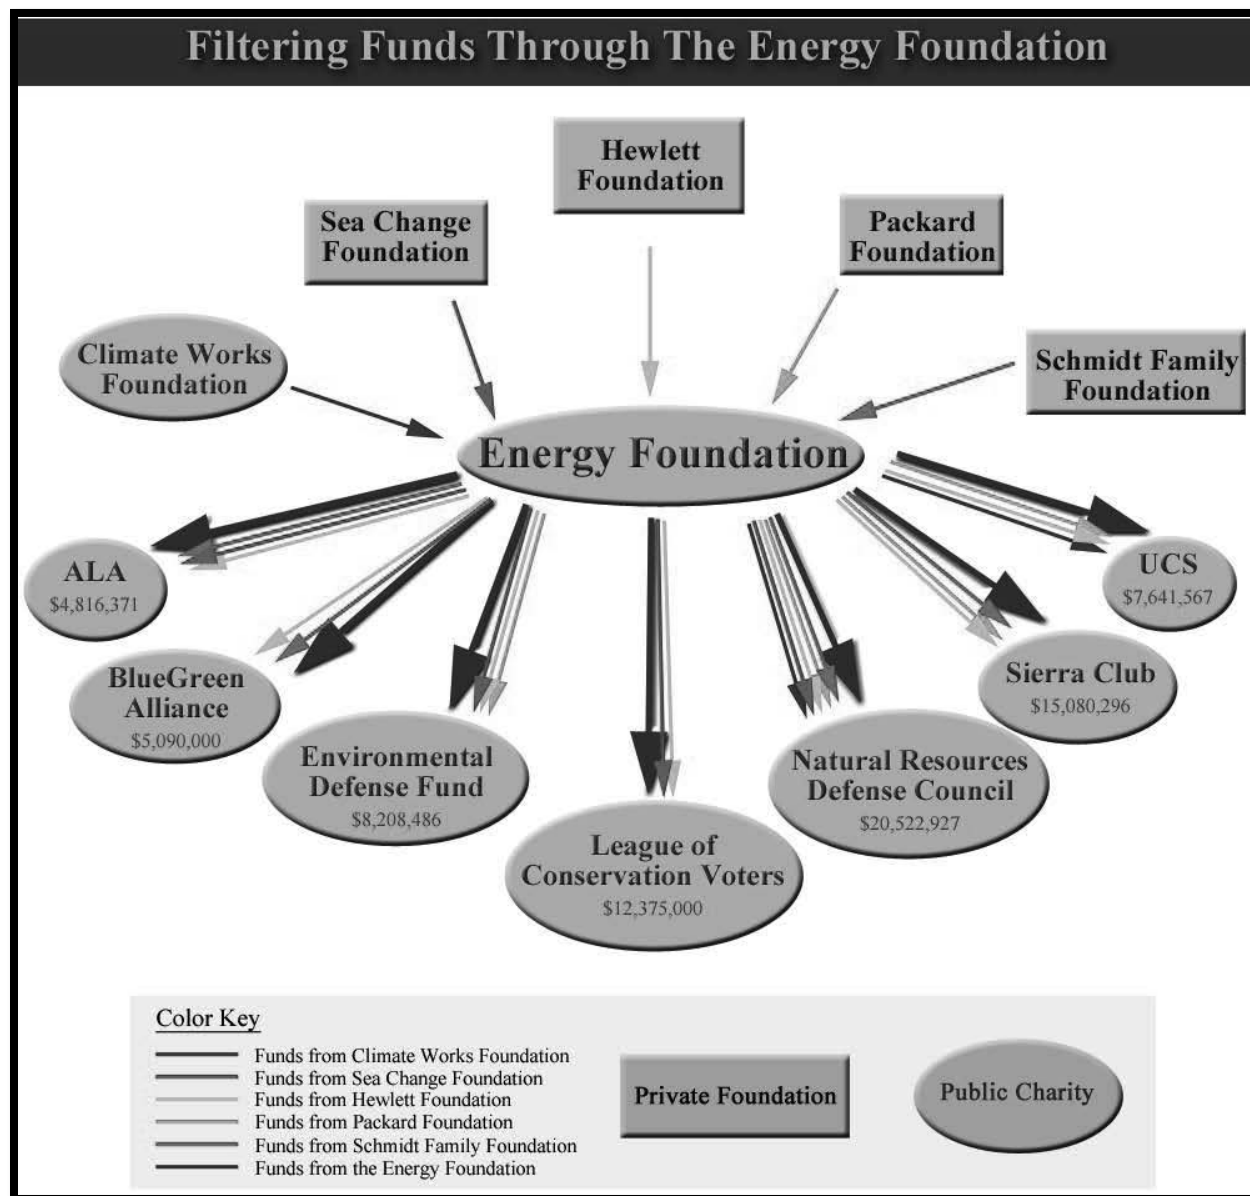 Filtering Funds Through The Energy Foundation
Hewlett
Foundation
Sea Change
Foundation
Packard
Foundation
Climate Works
Foundation
Schmidt Family
Foundation
Energy Foundation
ALA
$4,816,371
UCS
$7,641,567
BlueGreen
Alliance
$5,090,000
Sierra Club
$15,080,296
Environmental
Defense Fund
$8,208,486
Natural Resources
Defense Council
$20,522,927
League of
Conservation Voters
$12,375,000
Color Key
Funds from Climate Works Foundation
Funds from Sea Change Foundation
Funds from Hewlett Foundation
Funds from Packard Foundation
Funds from Schmidt Family Foundation
Funds from the Energy Foundation
Private Foundation
Public Charity